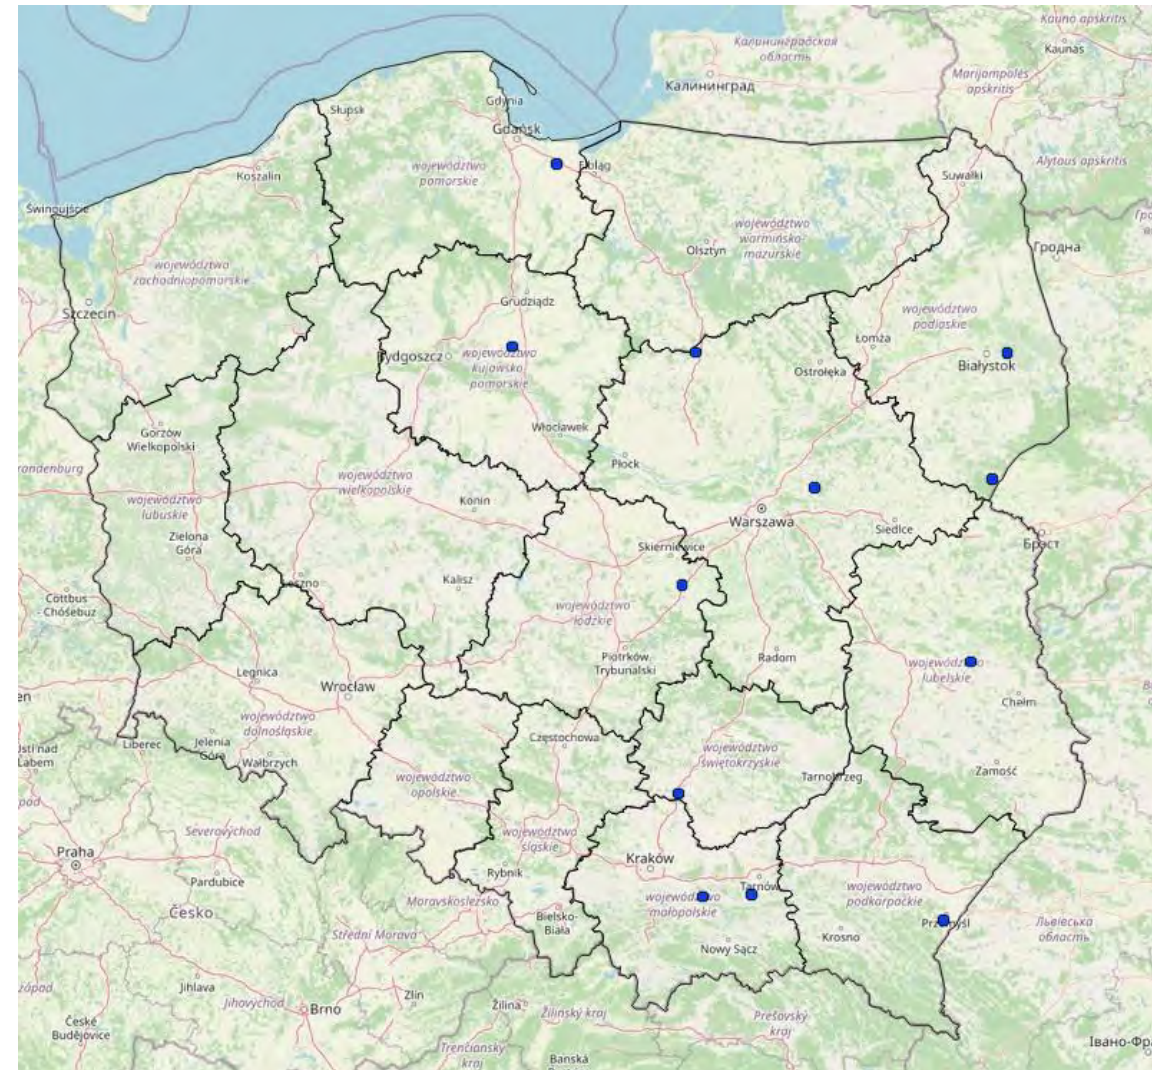 Kauno apskritis
Kaunas
Калининградская
область
Калининград
Marijampolės
apskritis
Alytaus apskritis
Słupsk
Gdynia
Gdańsk
Elbląg
województwo
pomorskie
Koszalin
Suwałki
Świnoujście
województwo
warmińsko-
mazurskie
Olsztyn
Гродна
województwo
zachodniopomorskie
Szczecin
Grudziądz
województwo
podlaskie
Łomża
Białystok
Bydgoszcz
województwo
kujawsko
pomorskie
Ostrołęka
Gorzów
Wielkopolski
Włocławek
Płock
województwo
wielkopolskie
Konin
województwo
lubuskie
Zielona
Góra
Warszawa
Siedlce
Skierniewice
Брэст
Kalisz
Cottbus
- Chóśebuz
województwo
łódzkie
Piotrków
Trybunalski
Radom
województwo
lubelskie
Chełm
Legnica
Wrocław
województwo
dolnośląskie
Liberec
Jelenia
Góra
Wałbrzych
Częstochowa
województwo
świętokrzyskie
Tarnobrzeg
Zamość
województwo
opolskie
Severovýchod
Praha
Pardubice
województwo
śląskie
Rybnik
Kraków
Tarnów
województwo
małopolskie
województwo
podkarpackie
Przemyśl
Львівська
область
Česko
Moravskoslezsko
Bielsko-
Biała
Střední Morava
Nowy Sącz
Krosno
Jihlava
Jihovýchod
Brno
Zlín
Žilina
Žilinský kraj
Prešovský
kraj
České
Budějovice
Trenčiansky
kraj
Banská